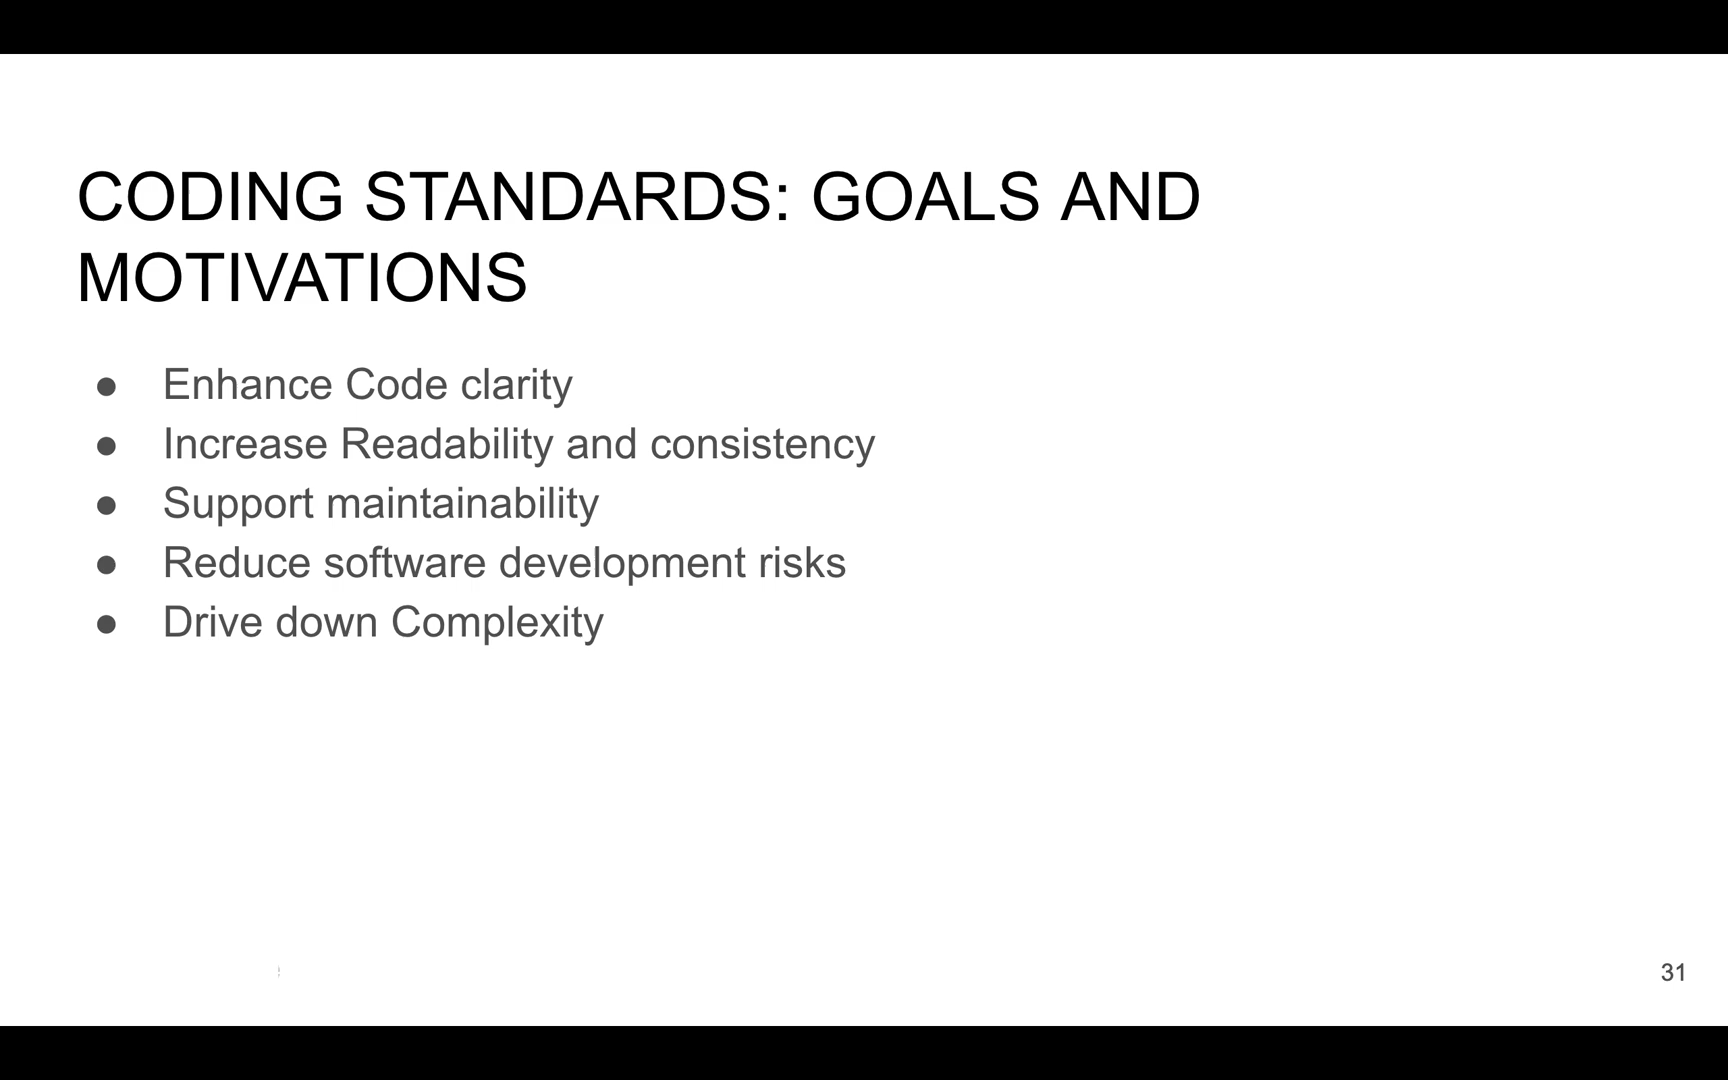 CODING STANDARDS: GOALS AND
MOTIVATIONS
● Enhance Code clarity
● Increase Readability and consistency
● Support maintainability
● Reduce software development risks
● Drive down Complexity
31